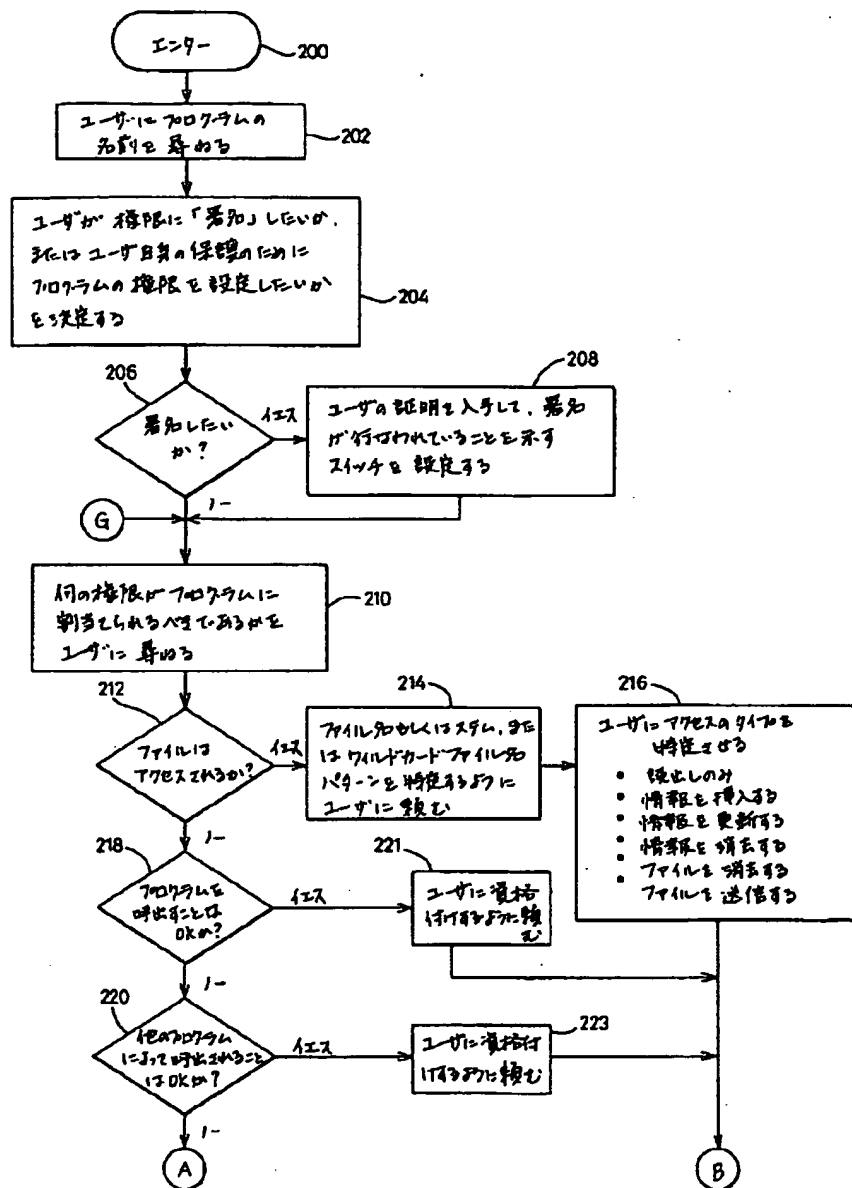 エンター
200
ユーザーにプログラムの
名前を尋ねる
202
ユーザが権限に「署名」したいか、
またはユーザ自身の保護のために
プログラムの権限を設定したいか
を決定する
204
206
署名したい
か?
イエス
208
ユーザの証明を入手して、署名
が行なわれていることを示す
スイッチを設定する
ノー
G
何の権限がプログラムに
割当てられるべきであるかを
ユーザに尋ねる
210
212
ファイルは
アクセスされるか?
イエス
214
ファイル名もしくはステム、また
はワイルドカードファイル名
パターンを特定するように
ユーザに頼む
216
ユーザにアクセスのタイプを
特定させる
• 読出しのみ
• 情報を挿入する
• 情報を更新する
• 情報を消去する
• ファイルを消去する
• ファイルを送信する
ノー
218
プログラムを
呼出すことは
OKか?
イエス
221
ユーザに資格
付けするように頼
む
ノー
220
他のプログラム
によって呼出されること
はOKか?
イエス
223
ユーザに資格付
けするように頼む
ノー
A
B